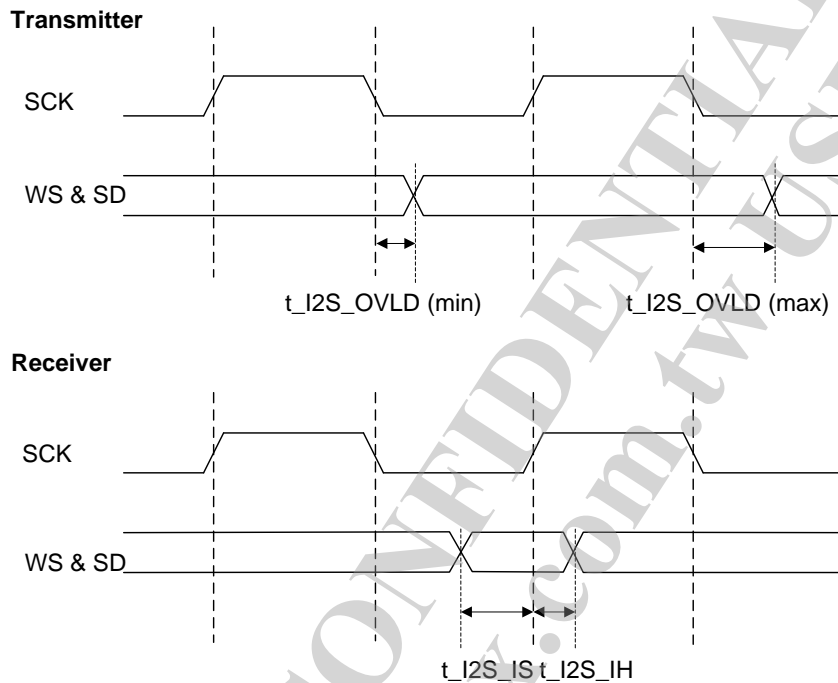 Transmitter
SCK
WS & SD
t_I2S_OVLD (min) t_I2S_OVLD (max)
Receiver
SCK
WS & SD
t_I2S_IS t_I2S_IH